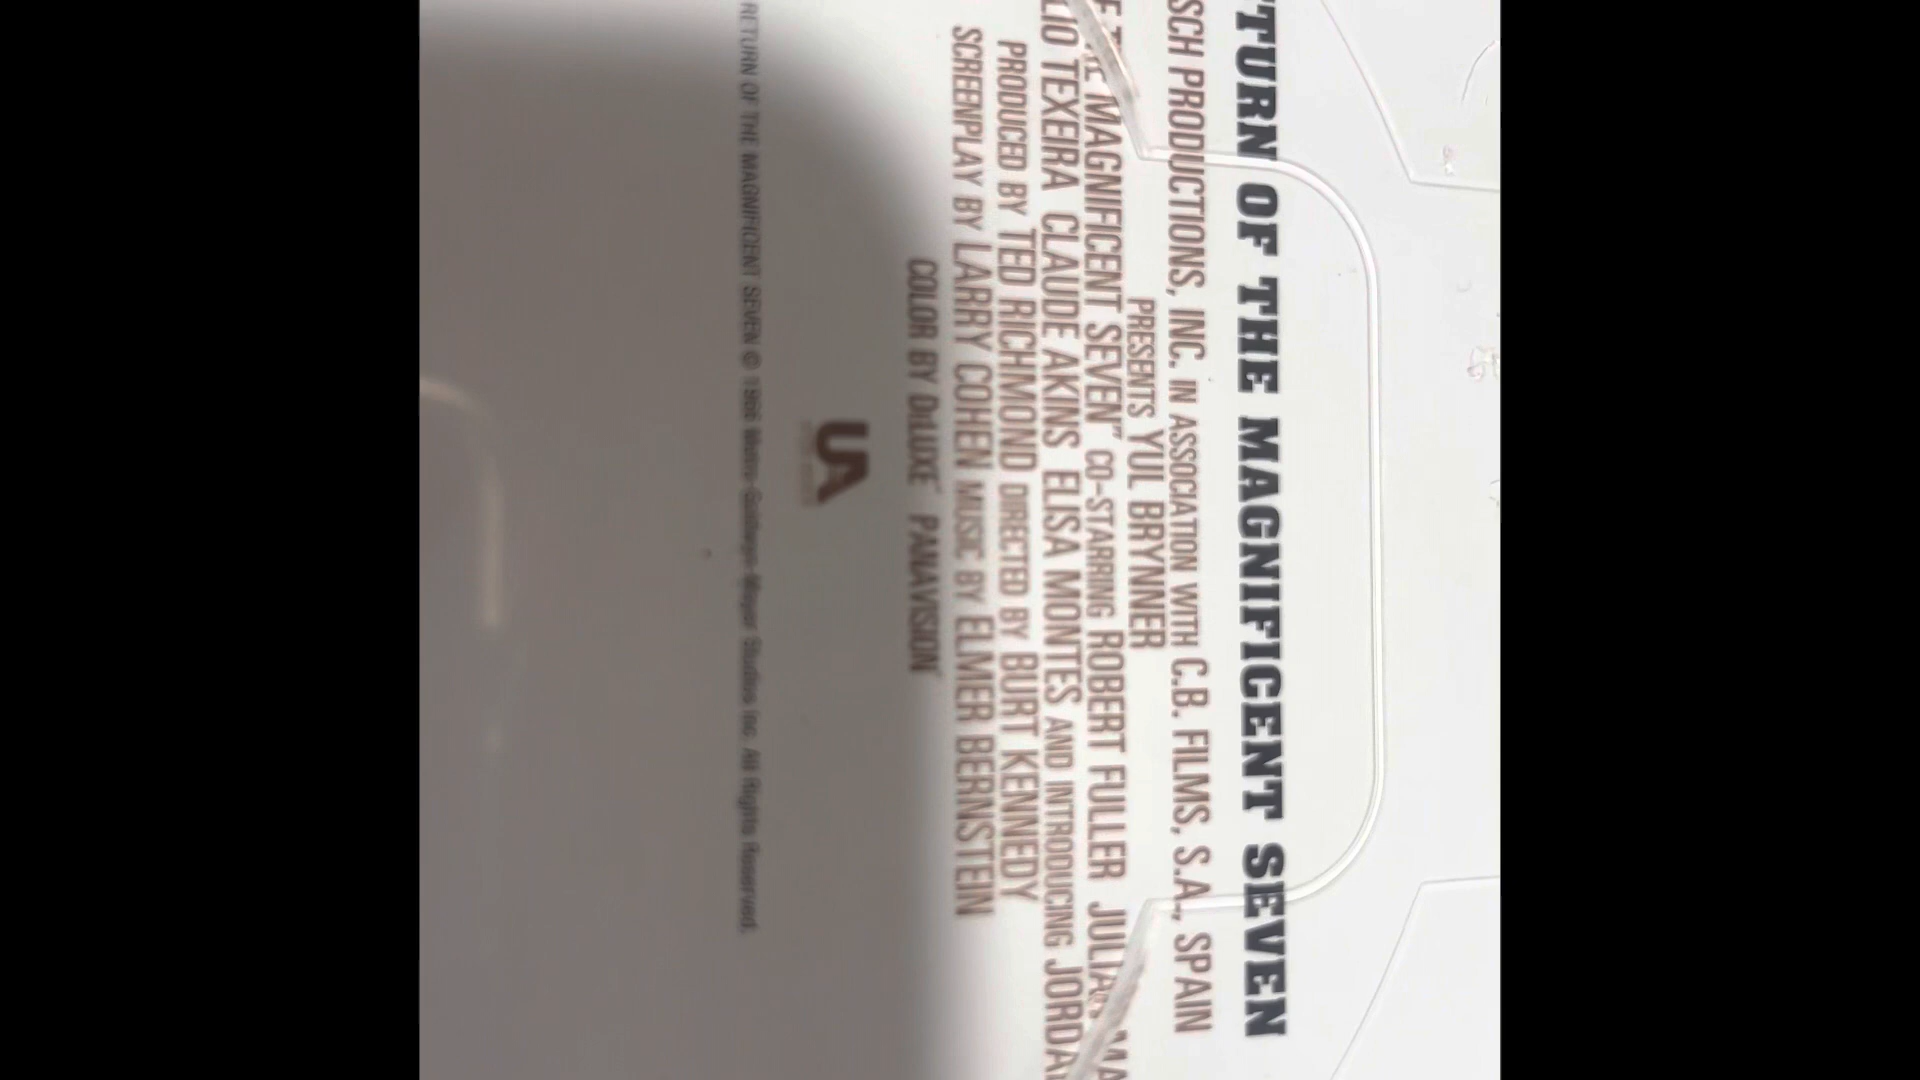 TURN OF THE MAGNIFICENT SEVEN
SCH PRODUCTIONS, INC. IN ASSOCIATION WITH C.B. FILMS, S.A., SPAIN
PRESENTS YUL BRYNNER
THE MAGNIFICENT SEVEN" CO-STARRING ROBERT FULLER JULIAN MA
LIO TEXEIRA CLAUDE AKINS ELISA MONTES AND INTRODUCING JORDA
PRODUCED BY TED RICHMOND DIRECTED BY BURT KENNEDY
SCREENPLAY BY LARRY COHEN MUSIC BY ELMER BERNSTEIN
COLOR BY DELUXE PANAVISION
UA
RETURN OF THE MAGNIFICENT SEVEN © 1966 Metro-Goldwyn-Mayer Studios Inc. All Rights Reserved.